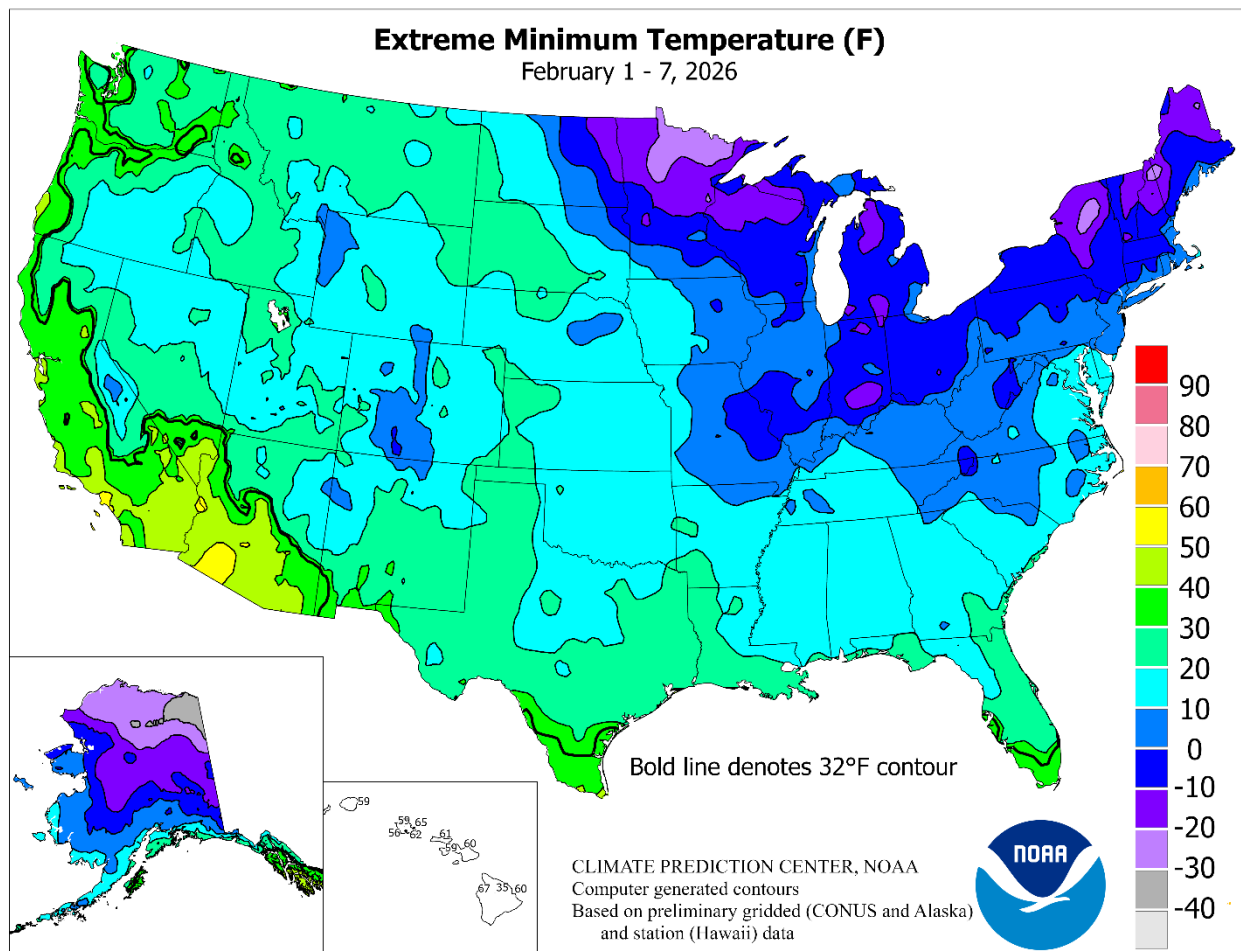 Extreme Minimum Temperature (F)
February 1 - 7, 2026
90
80
70
60
50
40
30
20
10
0
-10
-20
-30
-40
Bold line denotes 32°F contour
59
59 65
56 62
61
59 60
67 35 60
CLIMATE PREDICTION CENTER, NOAA
Computer generated contours
Based on preliminary gridded (CONUS and Alaska)
and station (Hawaii) data
NOAA